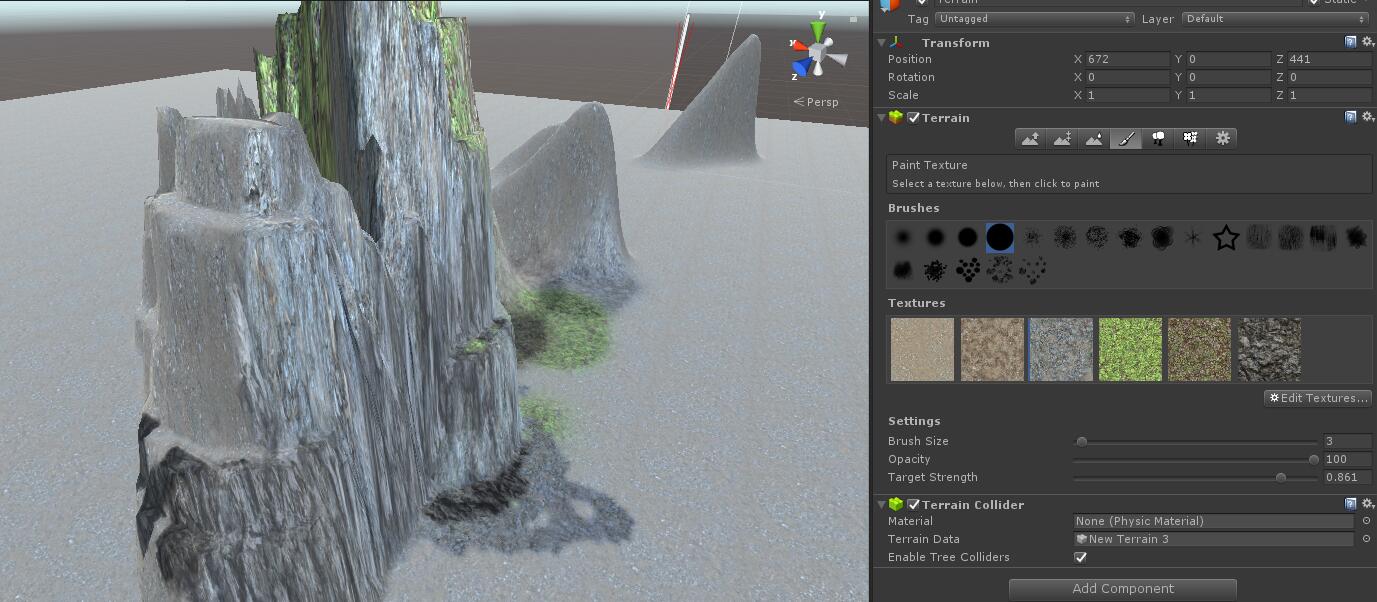 Terrain
Static
Tag Untagged Layer Default
Transform
Position X 672 Y 0 Z 441
Rotation X 0 Y 0 Z 0
Scale X 1 Y 1 Z 1
Terrain
Paint Texture
Select a texture below, then click to paint
Brushes
Textures
Edit Textures...
Settings
Brush Size 3
Opacity 100
Target Strength 0.861
Terrain Collider
Material None (Physic Material)
Terrain Data New Terrain 3
Enable Tree Colliders
Add Component
y
x
z
Persp